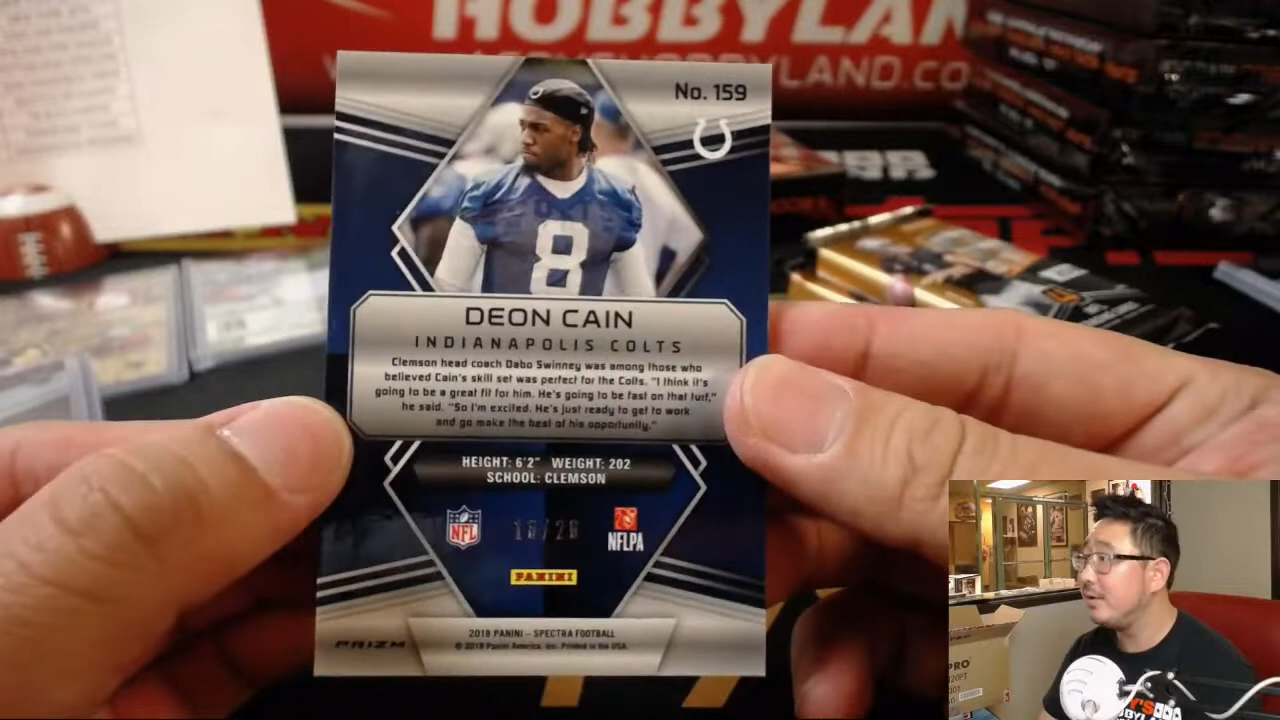 HOBBYLAN
HOBBYLAND.CO
No. 159
8
DEON CAIN
INDIANAPOLIS COLTS
Clemson head coach Dabo Swinney was among those who
believed Cain's skill set was perfect for the Colts. "I think it's
going to be a great fit for him. He's going to be fast on that turf,"
he said. "So I'm excited. He's just ready to get to work
and go make the best of his opportunity."
HEIGHT: 6'2" WEIGHT: 202
SCHOOL: CLEMSON
NFL
NFLPA
PANINI
PRIZM
2018 PANINI – SPECTRA FOOTBALL
© 2019 Panini America, Inc. Printed in the USA.
PRO